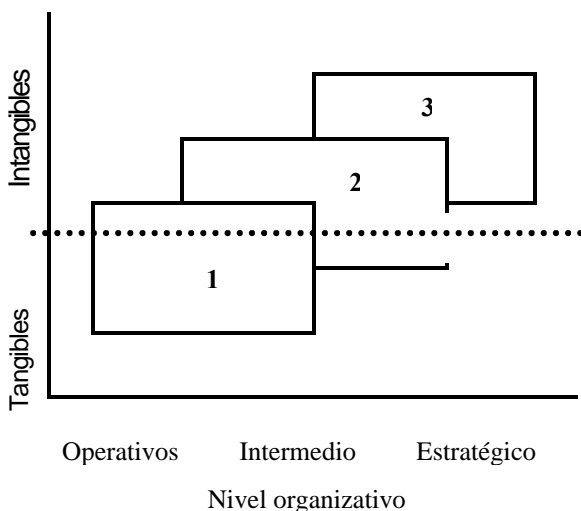 Intangibles
3
2
1
Tangibles
Operativos Intermedio Estratégico
Nivel organizativo